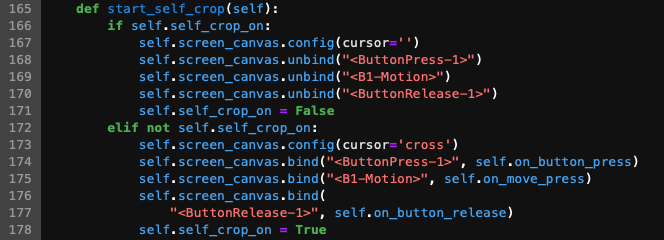 165     def start_self_crop(self):
166         if self.self_crop_on:
167             self.screen_canvas.config(cursor='')
168             self.screen_canvas.unbind("<ButtonPress-1>")
169             self.screen_canvas.unbind("<B1-Motion>")
170             self.screen_canvas.unbind("<ButtonRelease-1>")
171             self.self_crop_on = False
172         elif not self.self_crop_on:
173             self.screen_canvas.config(cursor='cross')
174             self.screen_canvas.bind("<ButtonPress-1>", self.on_button_press)
175             self.screen_canvas.bind("<B1-Motion>", self.on_move_press)
176             self.screen_canvas.bind(
177                 "<ButtonRelease-1>", self.on_button_release)
178             self.self_crop_on = True